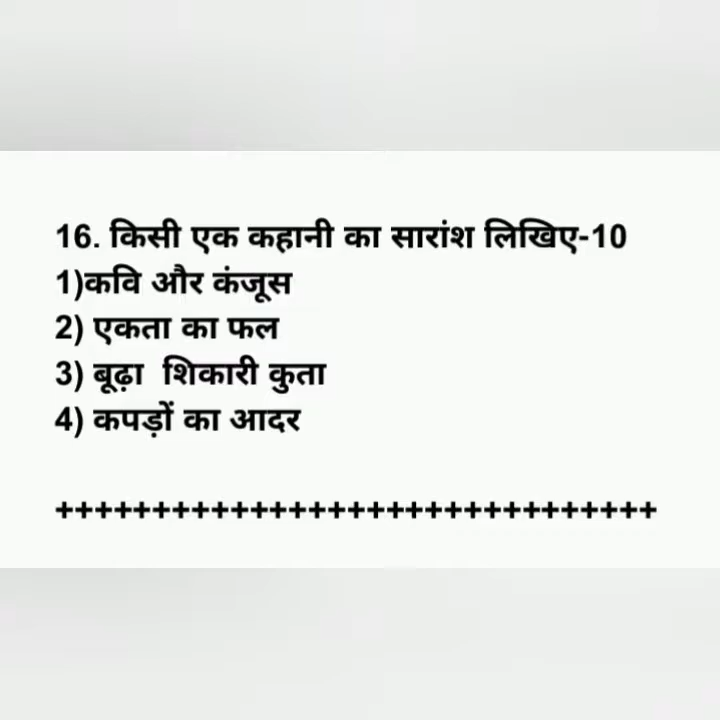 16. किसी एक कहानी का सारांश लिखिए-10
1)कवि और कंजूस
2) एकता का फल
3) बूढ़ा शिकारी कुता
4) कपड़ों का आदर
+++++++++++++++++++++++++++++++